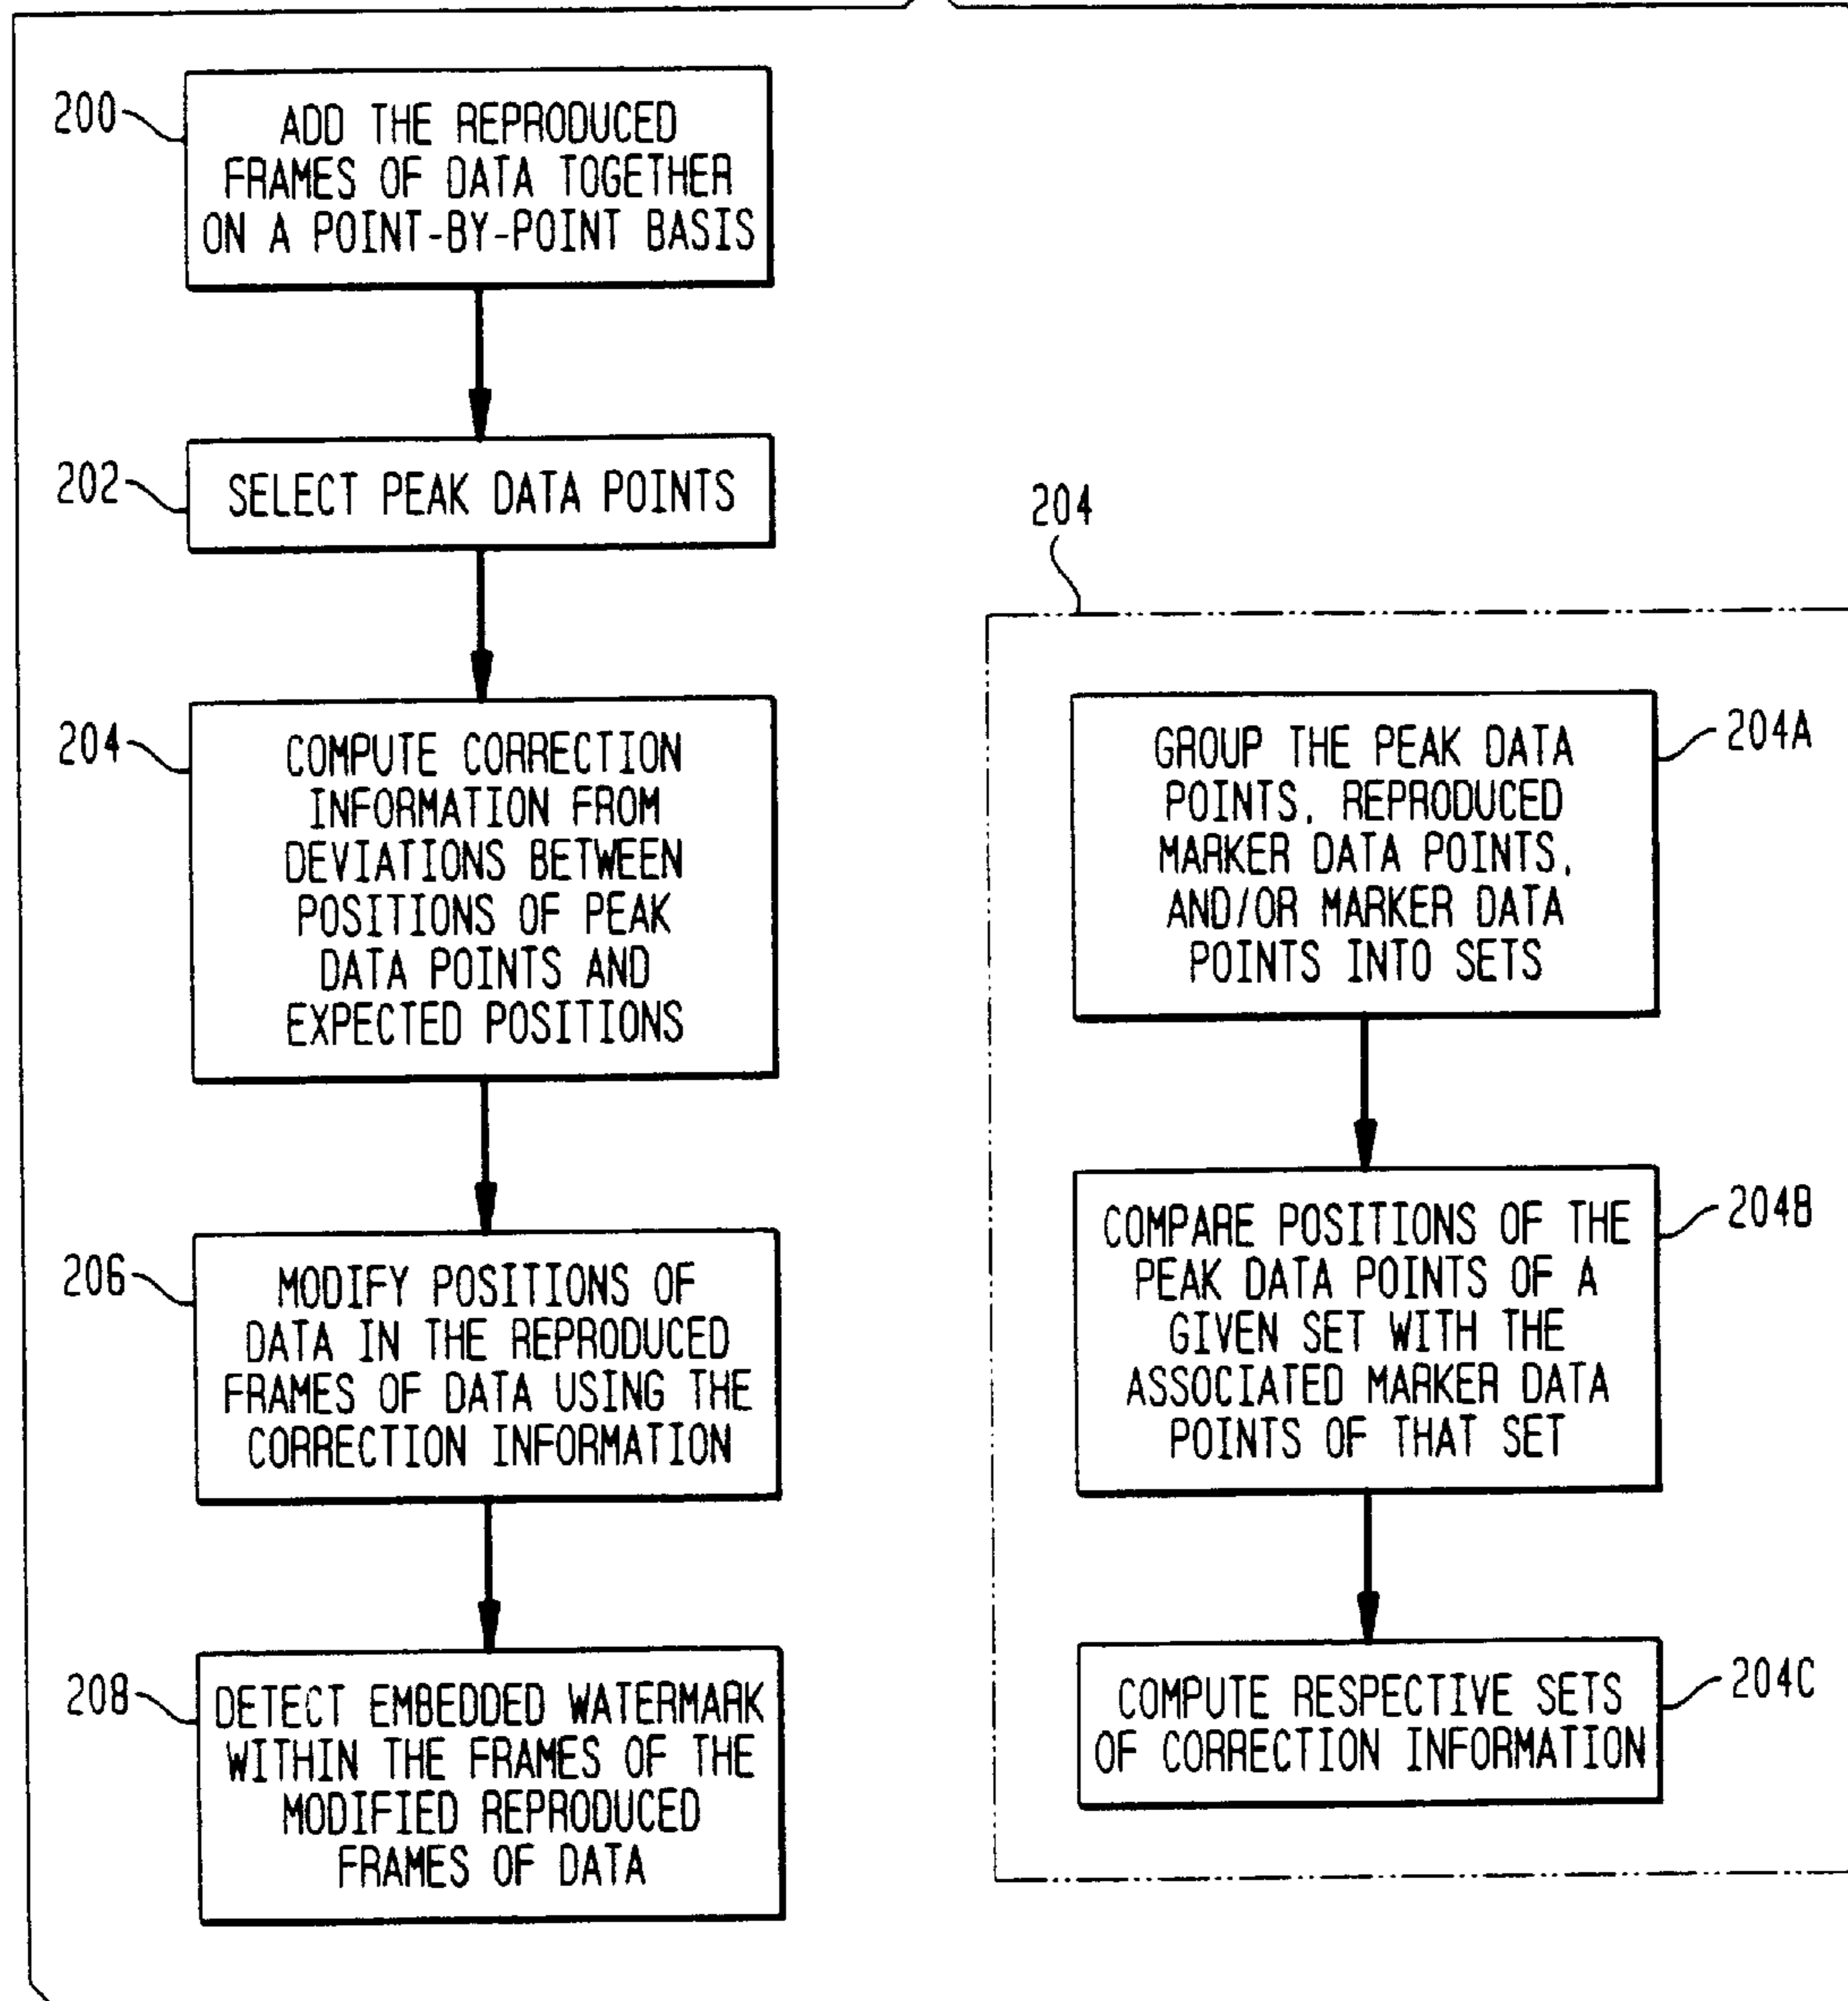 200
ADD THE REPRODUCED
FRAMES OF DATA TOGETHER
ON A POINT-BY-POINT BASIS
202
SELECT PEAK DATA POINTS
204
COMPUTE CORRECTION
INFORMATION FROM
DEVIATIONS BETWEEN
POSITIONS OF PEAK
DATA POINTS AND
EXPECTED POSITIONS
206
MODIFY POSITIONS OF
DATA IN THE REPRODUCED
FRAMES OF DATA USING THE
CORRECTION INFORMATION
208
DETECT EMBEDDED WATERMARK
WITHIN THE FRAMES OF THE
MODIFIED REPRODUCED
FRAMES OF DATA
204
204A
GROUP THE PEAK DATA
POINTS, REPRODUCED
MARKER DATA POINTS,
AND/OR MARKER DATA
POINTS INTO SETS
204B
COMPARE POSITIONS OF THE
PEAK DATA POINTS OF A
GIVEN SET WITH THE
ASSOCIATED MARKER DATA
POINTS OF THAT SET
204C
COMPUTE RESPECTIVE SETS
OF CORRECTION INFORMATION